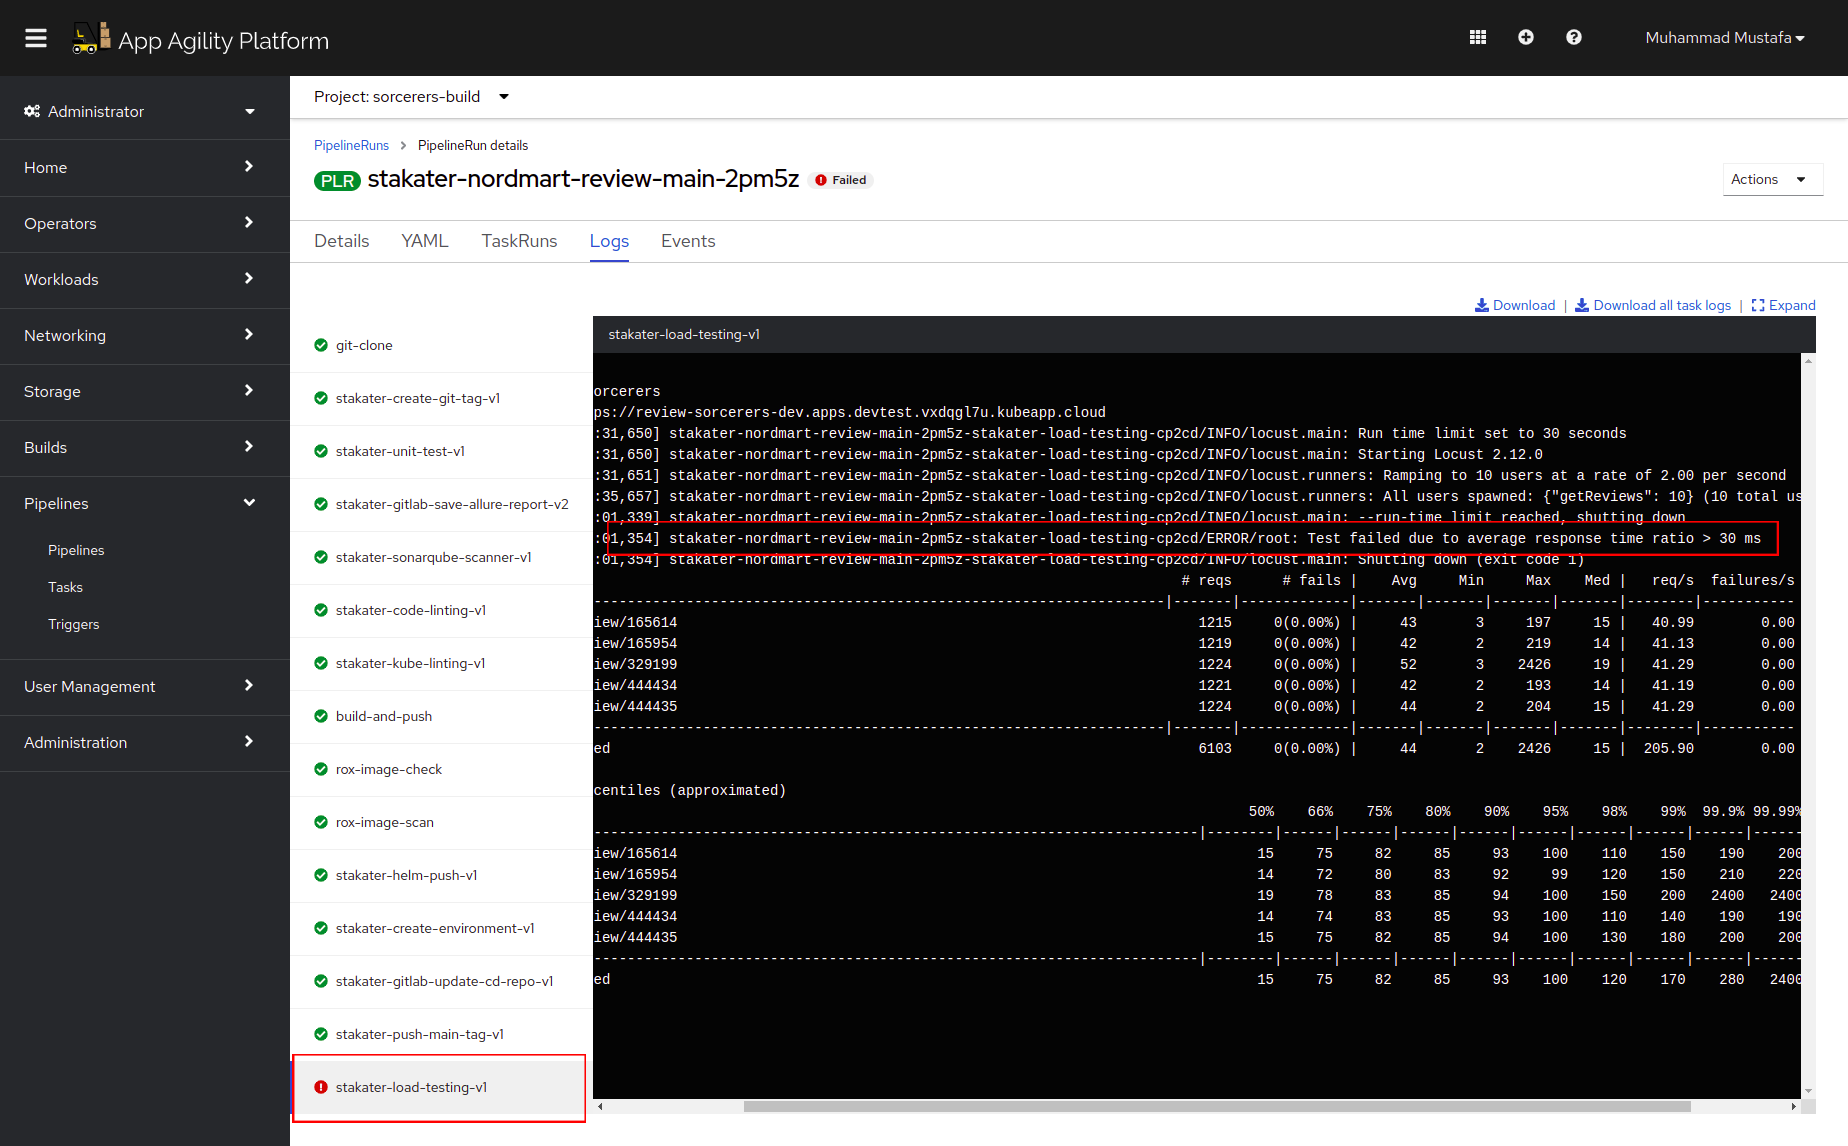 App Agility Platform
Muhammad Mustafa
Administrator
Home
Operators
Workloads
Networking
Storage
Builds
Pipelines
Pipelines
Tasks
Triggers
User Management
Administration
Project: sorcerers-build
PipelineRuns > PipelineRun details
PLR stakater-nordmart-review-main-2pm5z Failed
Actions
Details YAML TaskRuns Logs Events
Download | Download all task logs | Expand
git-clone
stakater-create-git-tag-v1
stakater-unit-test-v1
stakater-gitlab-save-allure-report-v2
stakater-sonarqube-scanner-v1
stakater-code-linting-v1
stakater-kube-linting-v1
build-and-push
rox-image-check
rox-image-scan
stakater-helm-push-v1
stakater-create-environment-v1
stakater-gitlab-update-cd-repo-v1
stakater-push-main-tag-v1
stakater-load-testing-v1
stakater-load-testing-v1
orcerers
ps://review-sorcerers-dev.apps.devtest.vxdqgl7u.kubeapp.cloud
:31,650] stakater-nordmart-review-main-2pm5z-stakater-load-testing-cp2cd/INFO/locust.main: Run time limit set to 30 seconds
:31,650] stakater-nordmart-review-main-2pm5z-stakater-load-testing-cp2cd/INFO/locust.main: Starting Locust 2.12.0
:31,651] stakater-nordmart-review-main-2pm5z-stakater-load-testing-cp2cd/INFO/locust.runners: Ramping to 10 users at a rate of 2.00 per second
:35,657] stakater-nordmart-review-main-2pm5z-stakater-load-testing-cp2cd/INFO/locust.runners: All users spawned: {"getReviews": 10} (10 total us
:01,339] stakater-nordmart-review-main-2pm5z-stakater-load-testing-cp2cd/INFO/locust.main: --run-time limit reached, shutting down
:01,354] stakater-nordmart-review-main-2pm5z-stakater-load-testing-cp2cd/ERROR/root: Test failed due to average response time ratio > 30 ms
:01,354] stakater-nordmart-review-main-2pm5z-stakater-load-testing-cp2cd/INFO/locust.main: Shutting down (exit code 1)
# reqs # fails | Avg Min Max Med | req/s failures/s
iew/165614 1215 0(0.00%) | 43 3 197 15 | 40.99 0.00
iew/165954 1219 0(0.00%) | 42 2 219 14 | 41.13 0.00
iew/329199 1224 0(0.00%) | 52 3 2426 19 | 41.29 0.00
iew/444434 1221 0(0.00%) | 42 2 193 14 | 41.19 0.00
iew/444435 1224 0(0.00%) | 44 2 204 15 | 41.29 0.00
ed 6103 0(0.00%) | 44 2 2426 15 | 205.90 0.00
centiles (approximated)
50% 66% 75% 80% 90% 95% 98% 99% 99.9% 99.99%
iew/165614 15 75 82 85 93 100 110 150 190 200
iew/165954 14 72 80 83 92 99 120 150 210 220
iew/329199 19 78 83 85 94 100 150 200 2400 2400
iew/444434 14 74 83 85 93 100 110 140 190 190
iew/444435 15 75 82 85 94 100 130 180 200 200
ed 15 75 82 85 93 100 120 170 280 2400